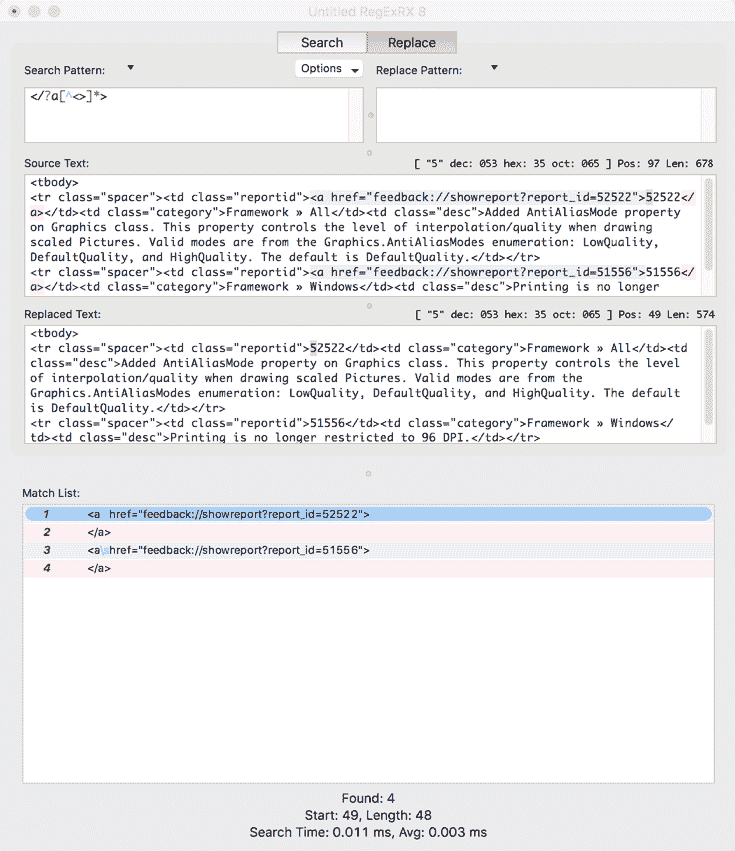 Untitled RegExRX 8
Search Replace
Search Pattern: Options Replace Pattern:
</?a[^<>]*>
Source Text: [ "5" dec: 053 hex: 35 oct: 065 ] Pos: 97 Len: 678
<tbody>
<tr class="spacer"><td class="reportid"><a href="feedback://showreport?report_id=52522">52522</
a></td><td class="category">Framework » All</td><td class="desc">Added AntiAliasMode property
on Graphics class. This property controls the level of interpolation/quality when drawing
scaled Pictures. Valid modes are from the Graphics.AntiAliasModes enumeration: LowQuality,
DefaultQuality, and HighQuality. The default is DefaultQuality.</td></tr>
<tr class="spacer"><td class="reportid"><a href="feedback://showreport?report_id=51556">51556</
a></td><td class="category">Framework » Windows</td><td class="desc">Printing is no longer
Replaced Text: [ "5" dec: 053 hex: 35 oct: 065 ] Pos: 49 Len: 574
<tbody>
<tr class="spacer"><td class="reportid">52522</td><td class="category">Framework » All</td><td
class="desc">Added AntiAliasMode property on Graphics class. This property controls the level
of interpolation/quality when drawing scaled Pictures. Valid modes are from the
Graphics.AntiAliasModes enumeration: LowQuality, DefaultQuality, and HighQuality. The default
is DefaultQuality.</td></tr>
<tr class="spacer"><td class="reportid">51556</td><td class="category">Framework » Windows</
td><td class="desc">Printing is no longer restricted to 96 DPI.</td></tr>
Match List:
1 <a href="feedback://showreport?report_id=52522">
2 </a>
3 <a\shref="feedback://showreport?report_id=51556">
4 </a>
Found: 4
Start: 49, Length: 48
Search Time: 0.011 ms, Avg: 0.003 ms